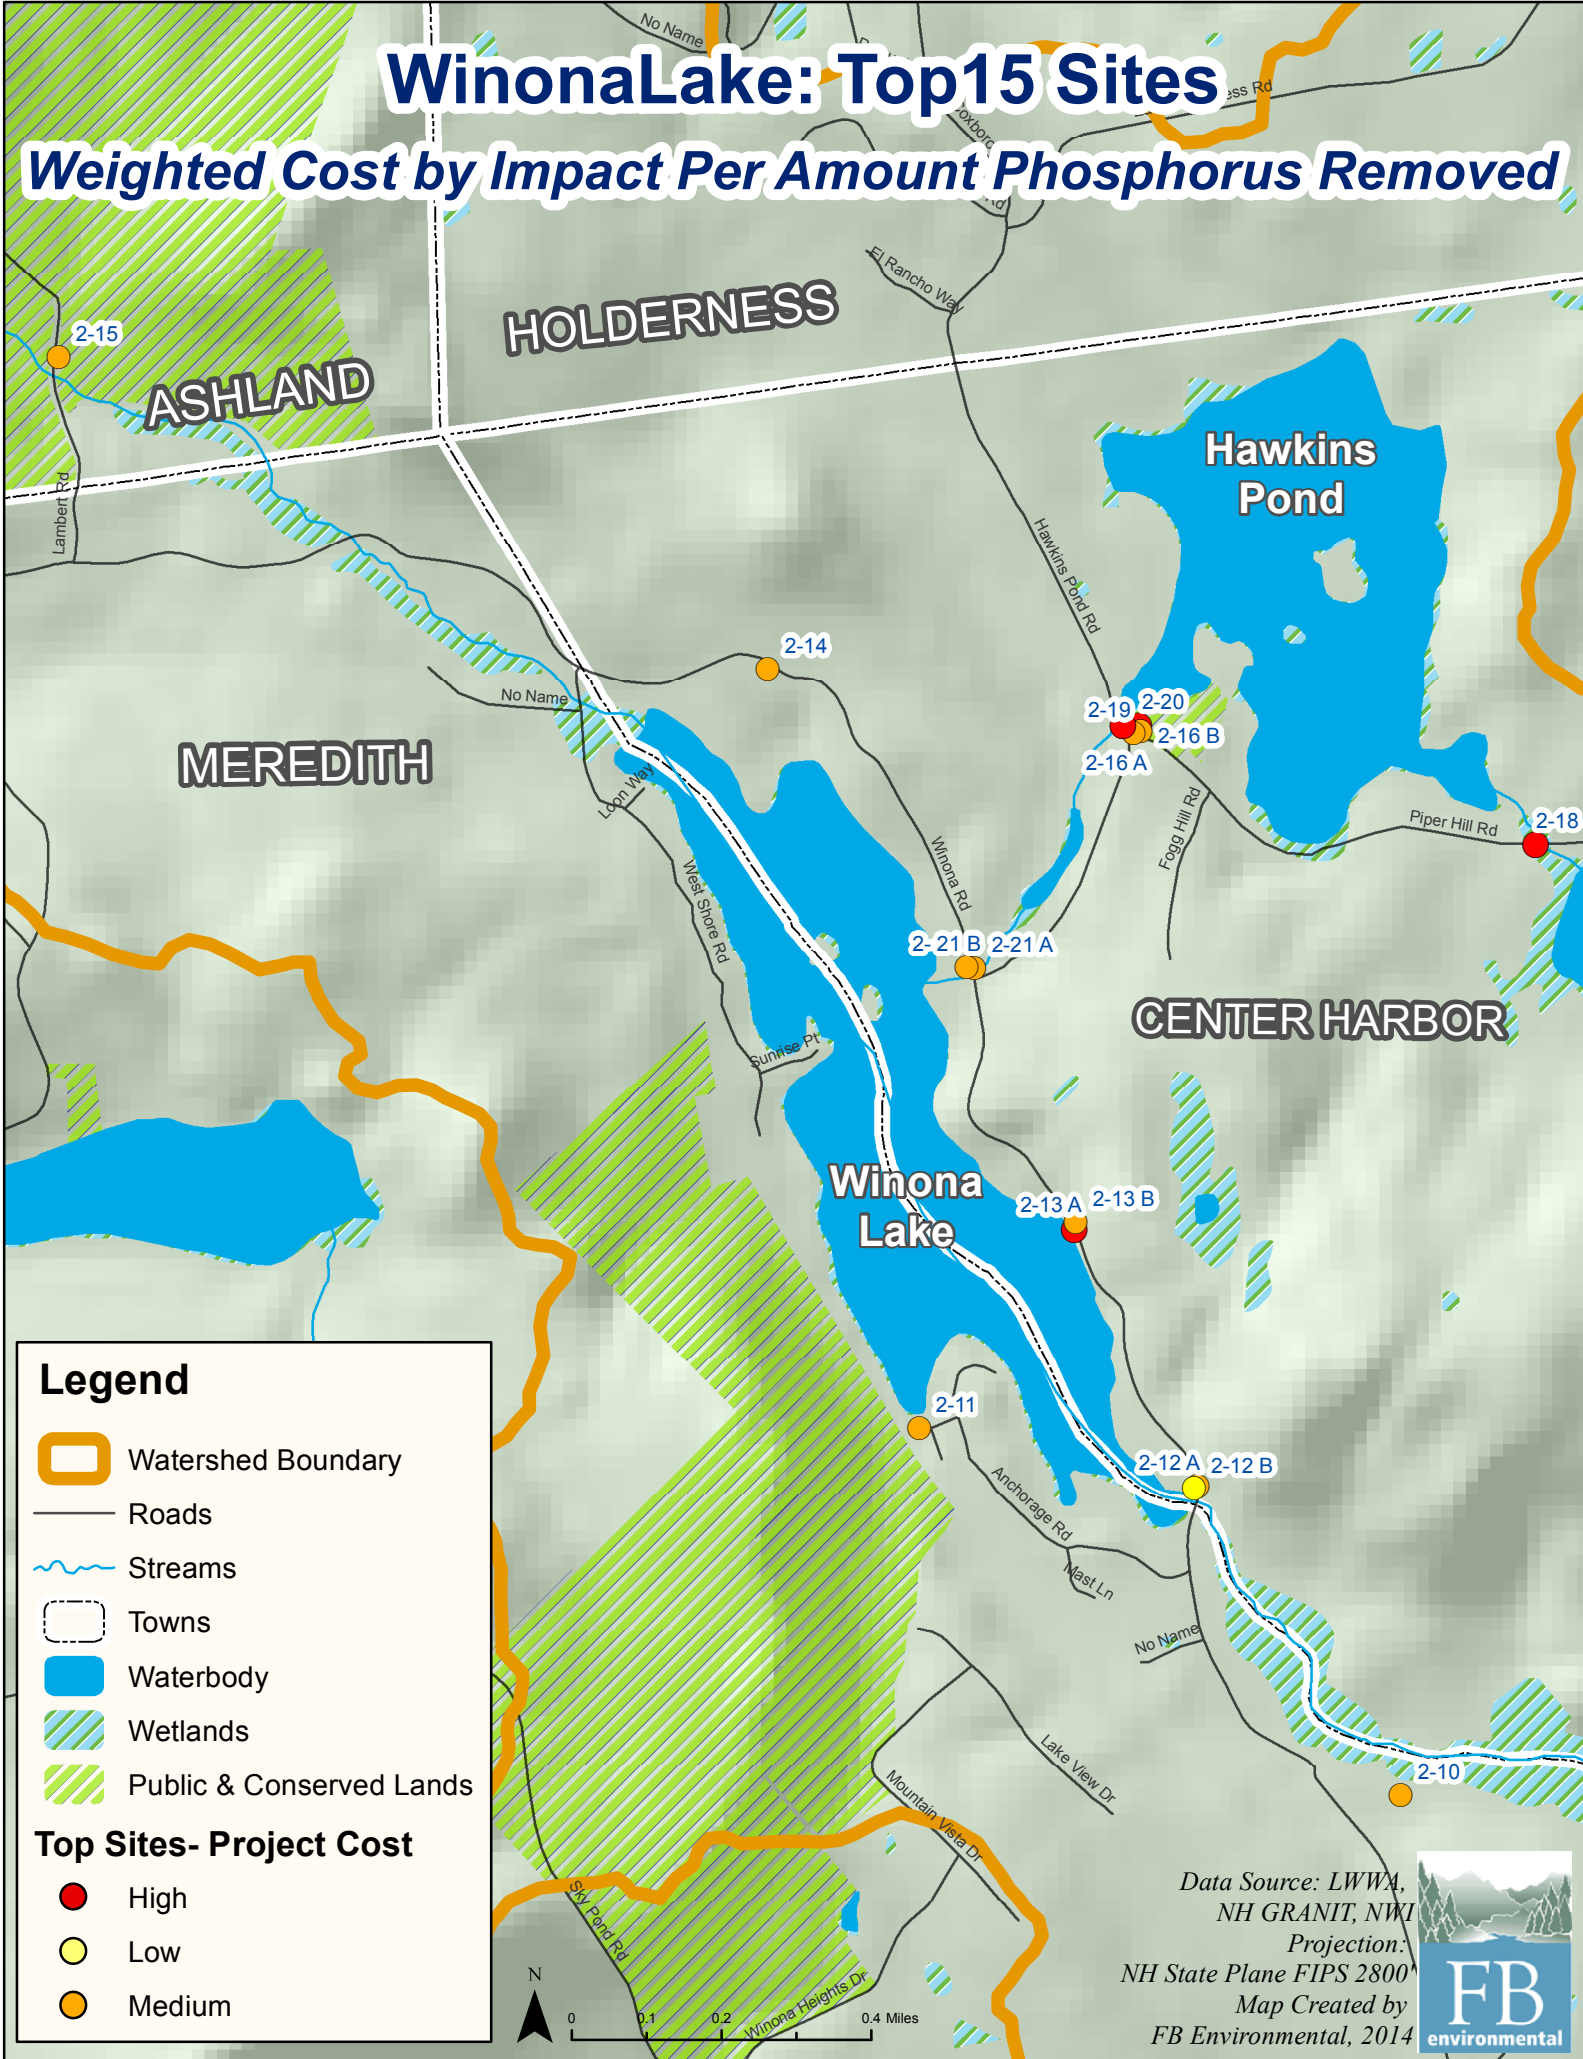 WinonaLake: Top15 Sites
Weighted Cost by Impact Per Amount Phosphorus Removed
No Name
ess Rd
Rd
El Rancho Way
HOLDERNESS
2-15
ASHLAND
Lambert Rd
Hawkins
Pond
Hawkins Pond Rd
2-14
No Name
2-19
2-20
2-16 B
2-16 A
MEREDITH
Loon Way
Fogg Hill Rd
Piper Hill Rd
2-18
West Shore Rd
Winona Rd
2- 21 B
2-21 A
CENTER HARBOR
Sunrise Pt
Winona
Lake
2-13 A
2-13 B
2-11
2-12 A
2-12 B
Anchorage Rd
Mast Ln
No Name
Lake View Dr
2-10
Mountain Vista Dr
Sky Pond Rd
Winona Heights Dr
Legend
Watershed Boundary
Roads
Streams
Towns
Waterbody
Wetlands
Public & Conserved Lands
Top Sites- Project Cost
High
Low
Medium
N
0 0.1 0.2 0.4 Miles
Data Source: LWWA,
NH GRANIT, NWI
Projection:
NH State Plane FIPS 2800'
Map Created by
FB Environmental, 2014
FB
environmental